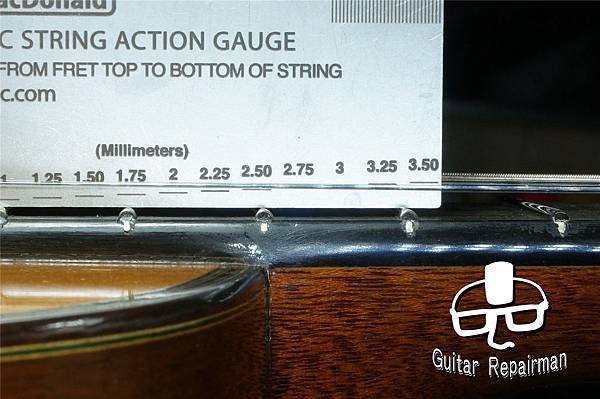 acDonald
C STRING ACTION GAUGE
FROM FRET TOP TO BOTTOM OF STRING
c.com
(Millimeters)
1 1.25 1.50 1.75 2 2.25 2.50 2.75 3 3.25 3.50
Guitar Repairman